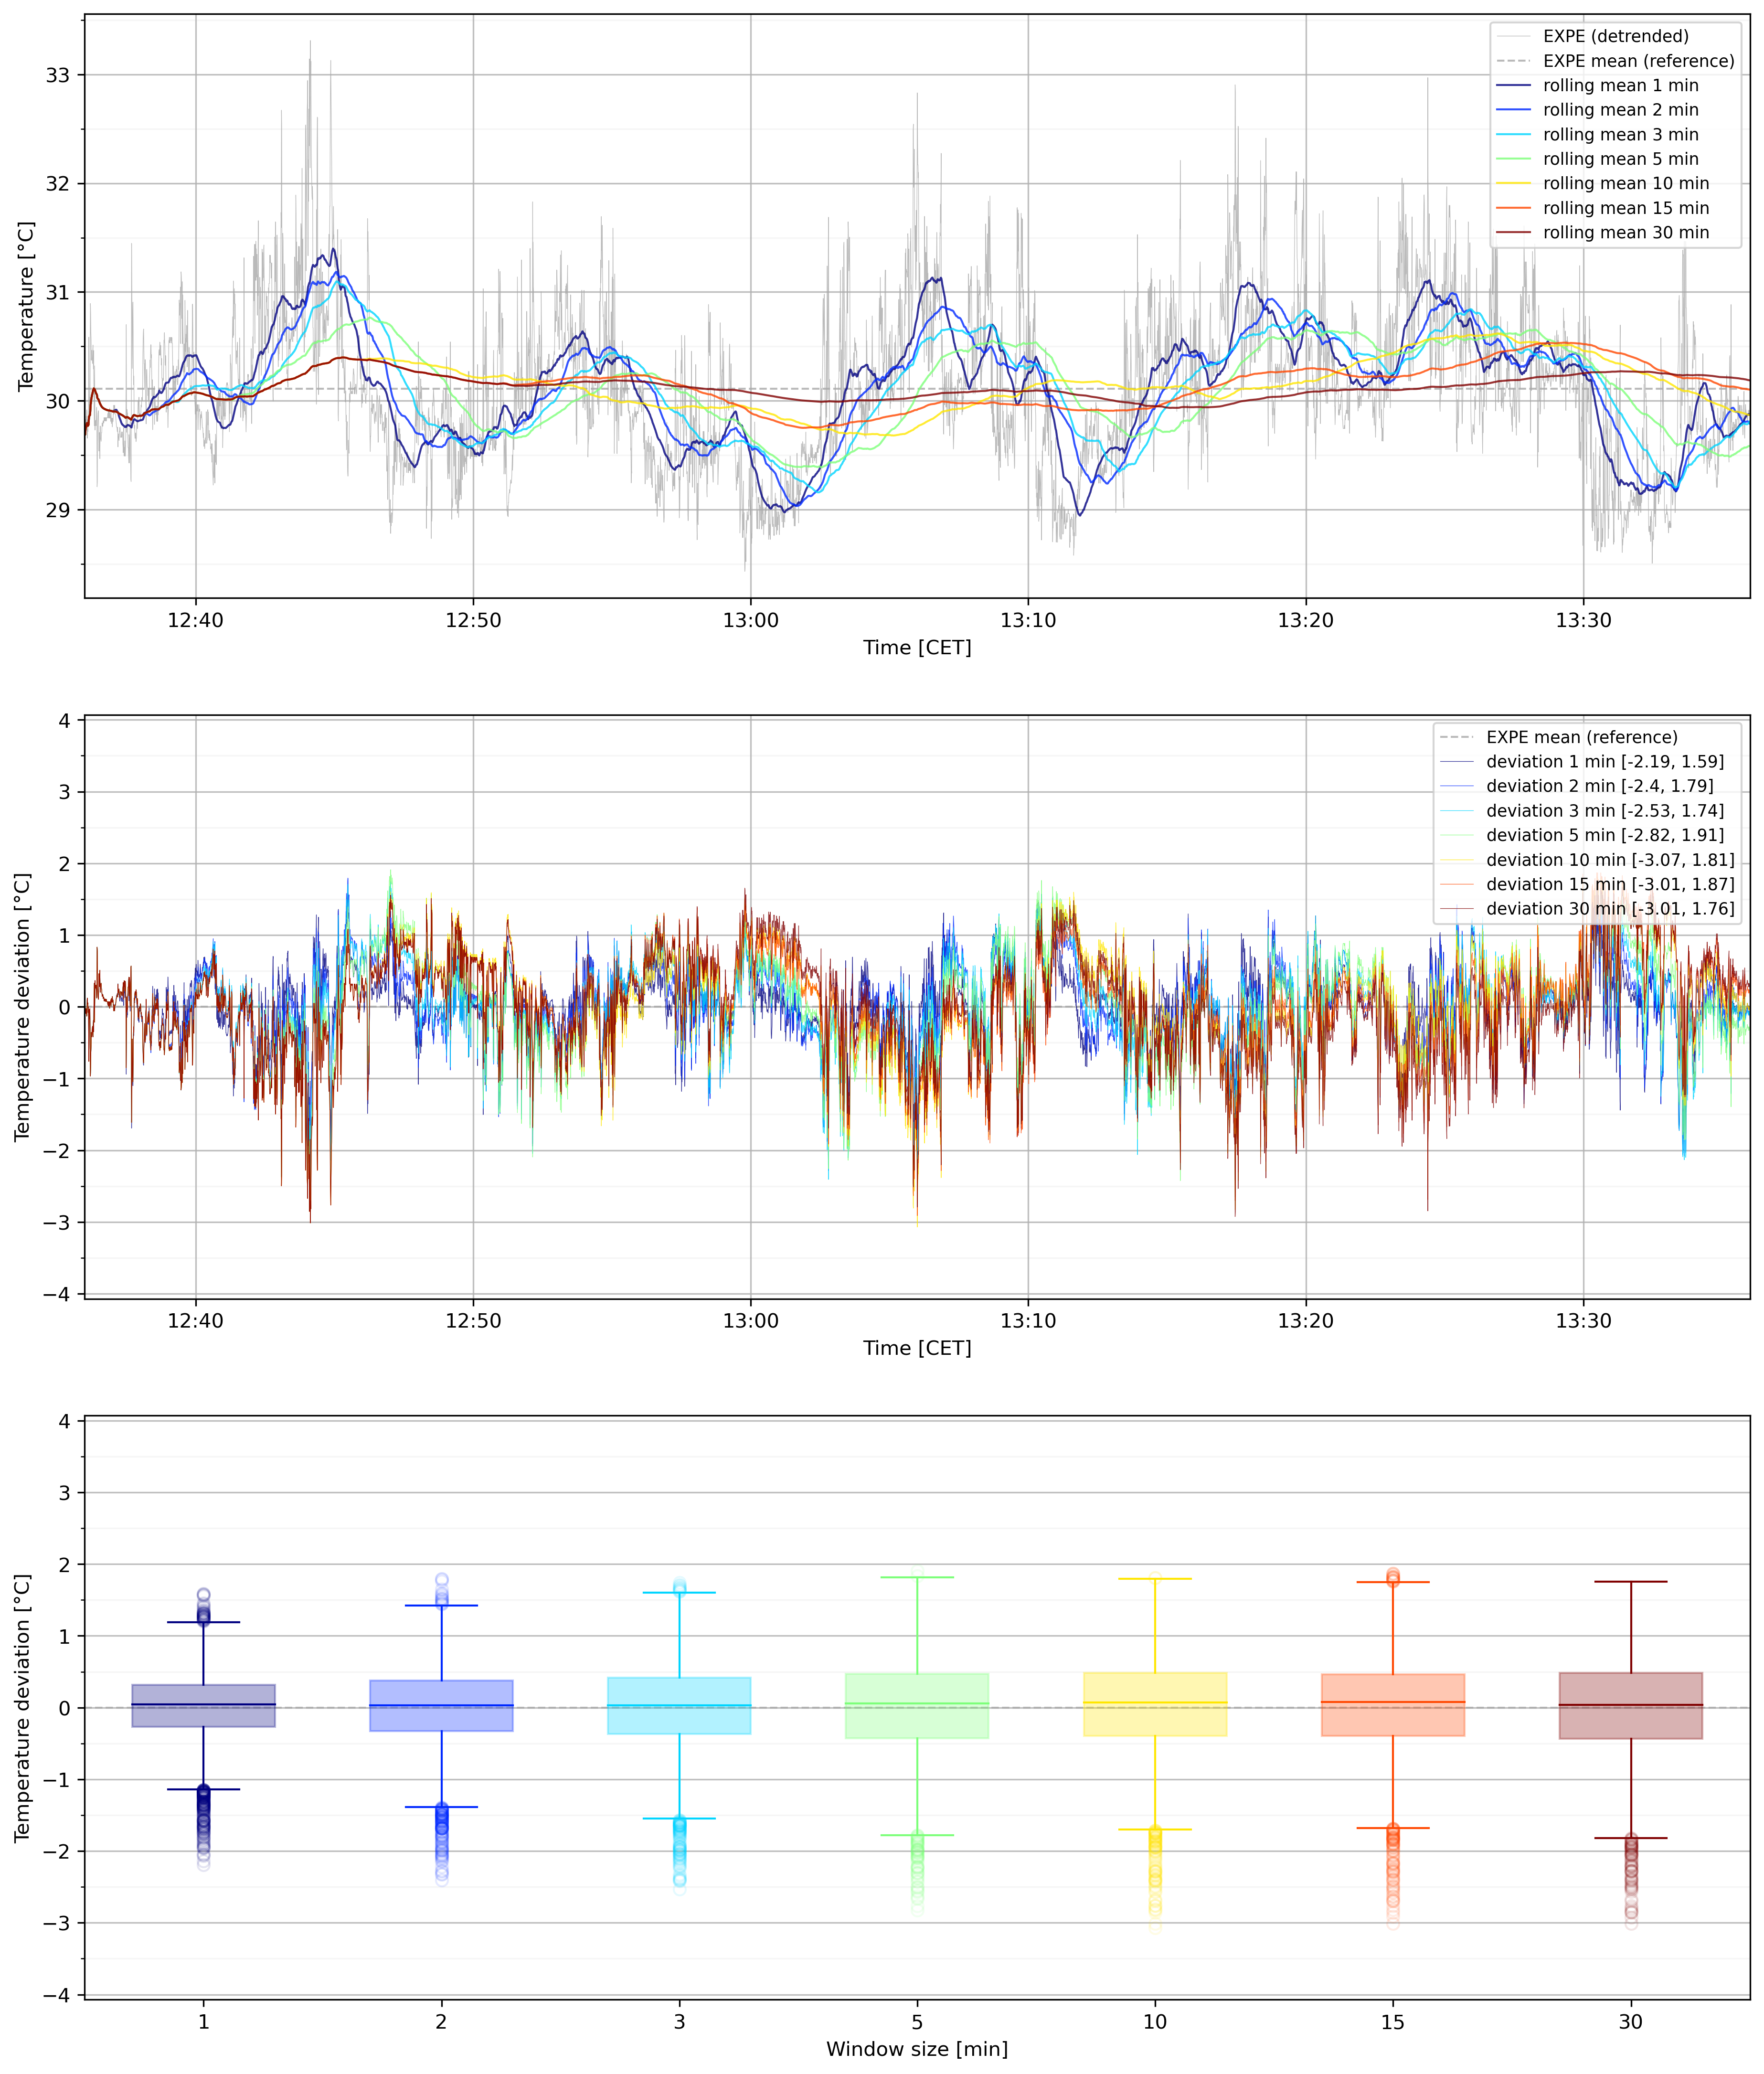 Temperature [°C]
33
32
31
30
29
EXPE (detrended)
EXPE mean (reference)
rolling mean 1 min
rolling mean 2 min
rolling mean 3 min
rolling mean 5 min
rolling mean 10 min
rolling mean 15 min
rolling mean 30 min
12:40 12:50 13:00 13:10 13:20 13:30
Time [CET]
Temperature deviation [°C]
4
3
2
1
0
−1
−2
−3
−4
EXPE mean (reference)
deviation 1 min [-2.19, 1.59]
deviation 2 min [-2.4, 1.79]
deviation 3 min [-2.53, 1.74]
deviation 5 min [-2.82, 1.91]
deviation 10 min [-3.07, 1.81]
deviation 15 min [-3.01, 1.87]
deviation 30 min [-3.01, 1.76]
12:40 12:50 13:00 13:10 13:20 13:30
Time [CET]
Temperature deviation [°C]
4
3
2
1
0
−1
−2
−3
−4
1 2 3 5 10 15 30
Window size [min]